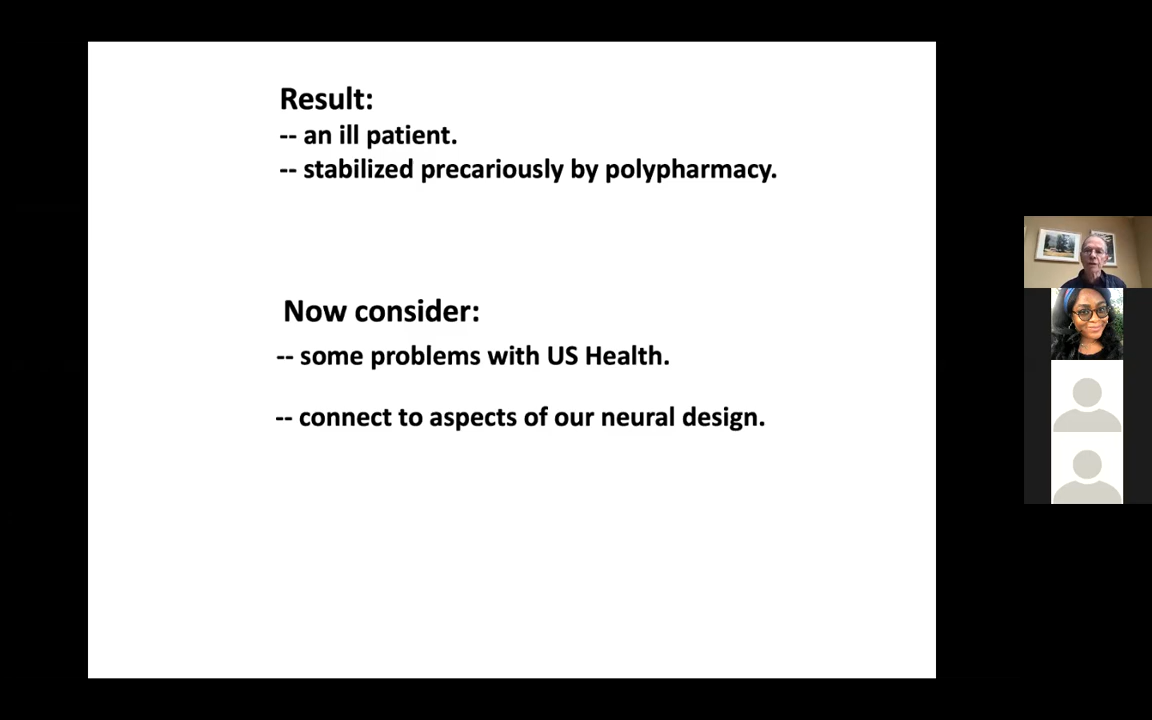 Result:
-- an ill patient.
-- stabilized precariously by polypharmacy.
Now consider:
-- some problems with US Health.
-- connect to aspects of our neural design.